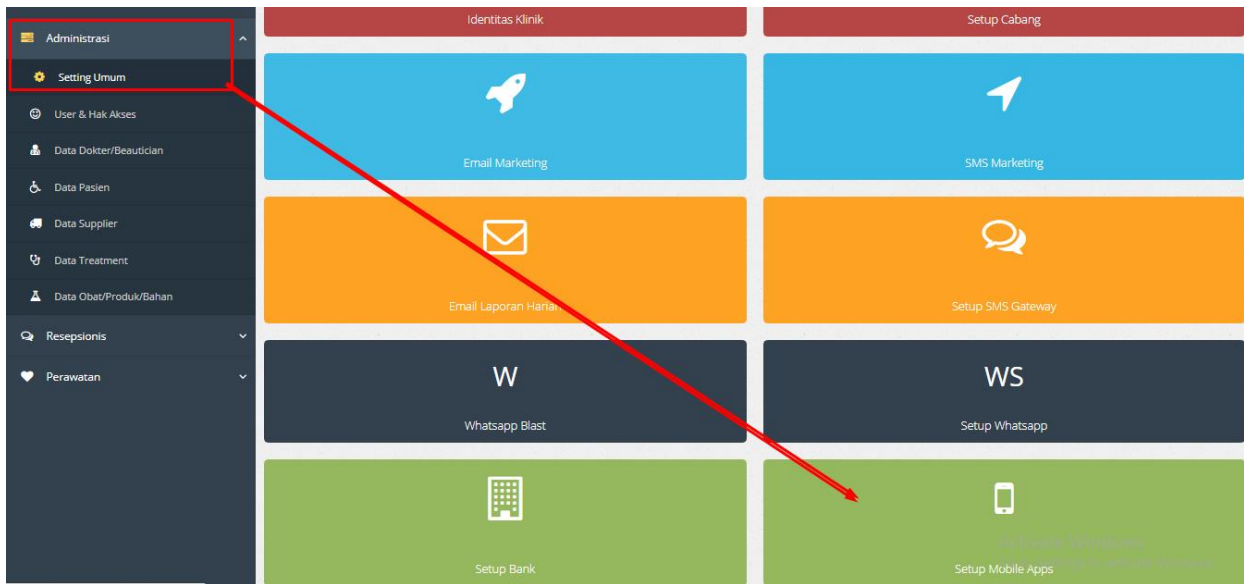 Administrasi
Setting Umum
User & Hak Akses
Data Dokter/Beautician
Data Pasien
Data Supplier
Data Treatment
Data Obat/Produk/Bahan
Resepsionis
Perawatan
Identitas Klinik
Setup Cabang
Email Marketing
SMS Marketing
Email Laporan Harian
Setup SMS Gateway
W
Whatsapp Blast
WS
Setup Whatsapp
Setup Bank
Setup Mobile Apps
Activate Windows